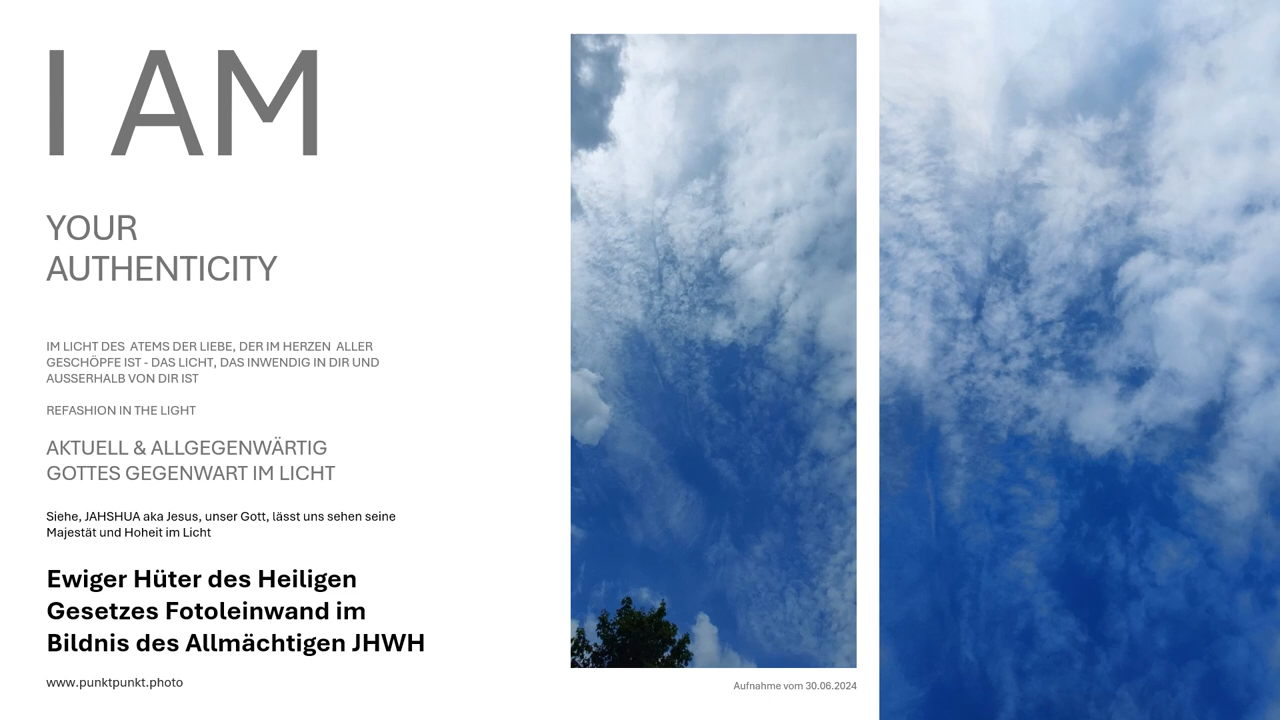 I AM
YOUR
AUTHENTICITY
IM LICHT DES  ATEMS DER LIEBE, DER IM HERZEN  ALLER
GESCHÖPFE IST - DAS LICHT, DAS INWENDIG IN DIR UND
AUSSERHALB VON DIR IST
REFASHION IN THE LIGHT
AKTUELL & ALLGEGENWÄRTIG
GOTTES GEGENWART IM LICHT
Siehe, JAHSHUA aka Jesus, unser Gott, lässt uns sehen seine
Majestät und Hoheit im Licht
Ewiger Hüter des Heiligen
Gesetzes Fotoleinwand im
Bildnis des Allmächtigen JHWH
www.punktpunkt.photo
Aufnahme vom 30.06.2024